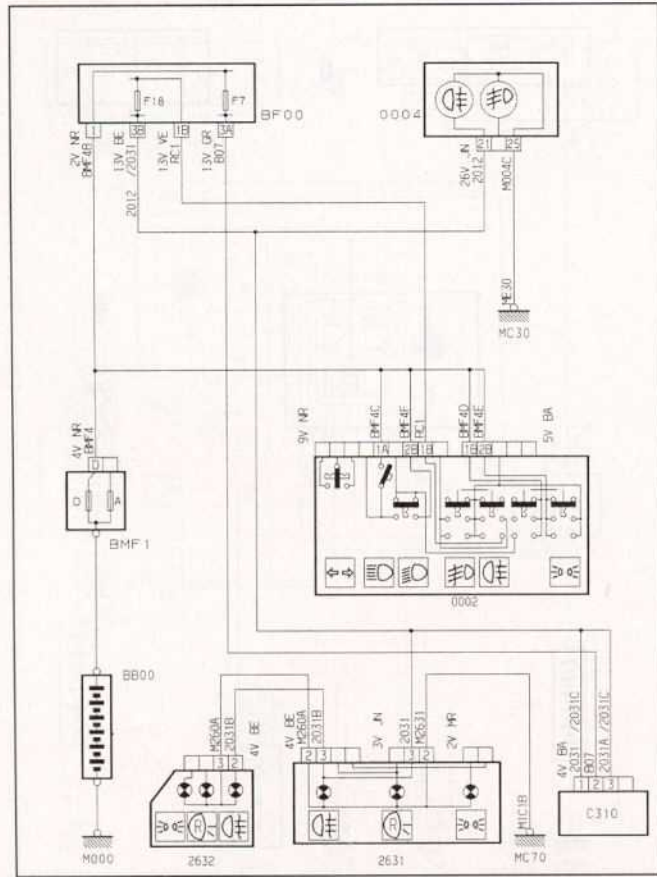 F18
F7
BF00
0004
1
3B
1B
3A
21
25
2V NR
BMF4B
13V BE
/2031
2012
13V VE
RC1
13V GR
B07
26V JN
2012
M004C
ME30
MC30
9V NR
BMF4C
BMF4F
RC1
BMF4D
BMF4E
5V BA
1A
2B
1B
1B
2B
4V NR
BMF4
D
D
A
BMF1
0002
BB00
M000
M260A
2031B
4V BE
3
2
R
2632
4V BE
M260A
2031B
2
3
3V JN
2031
M2631
3
2
2V MR
R
2631
M1C1B
MC70
4V BA
2031 /2031C
B07
2031A /2031C
1
2
3
C310